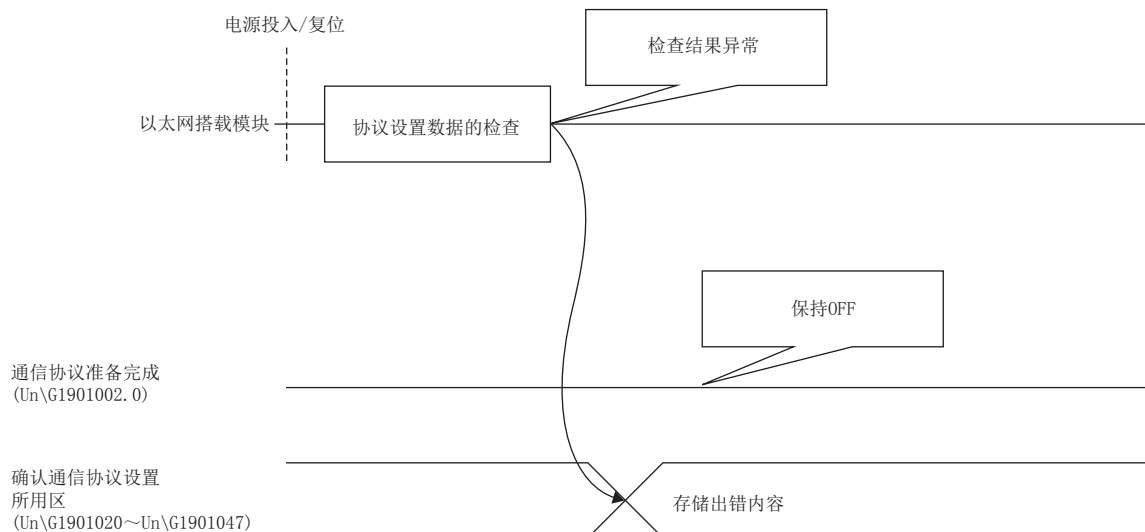 电源投入/复位
检查结果异常
以太网搭载模块
协议设置数据的检查
保持OFF
通信协议准备完成
(Un\G1901002.0)
确认通信协议设置
所用区
(Un\G1901020～Un\G1901047)
存储出错内容